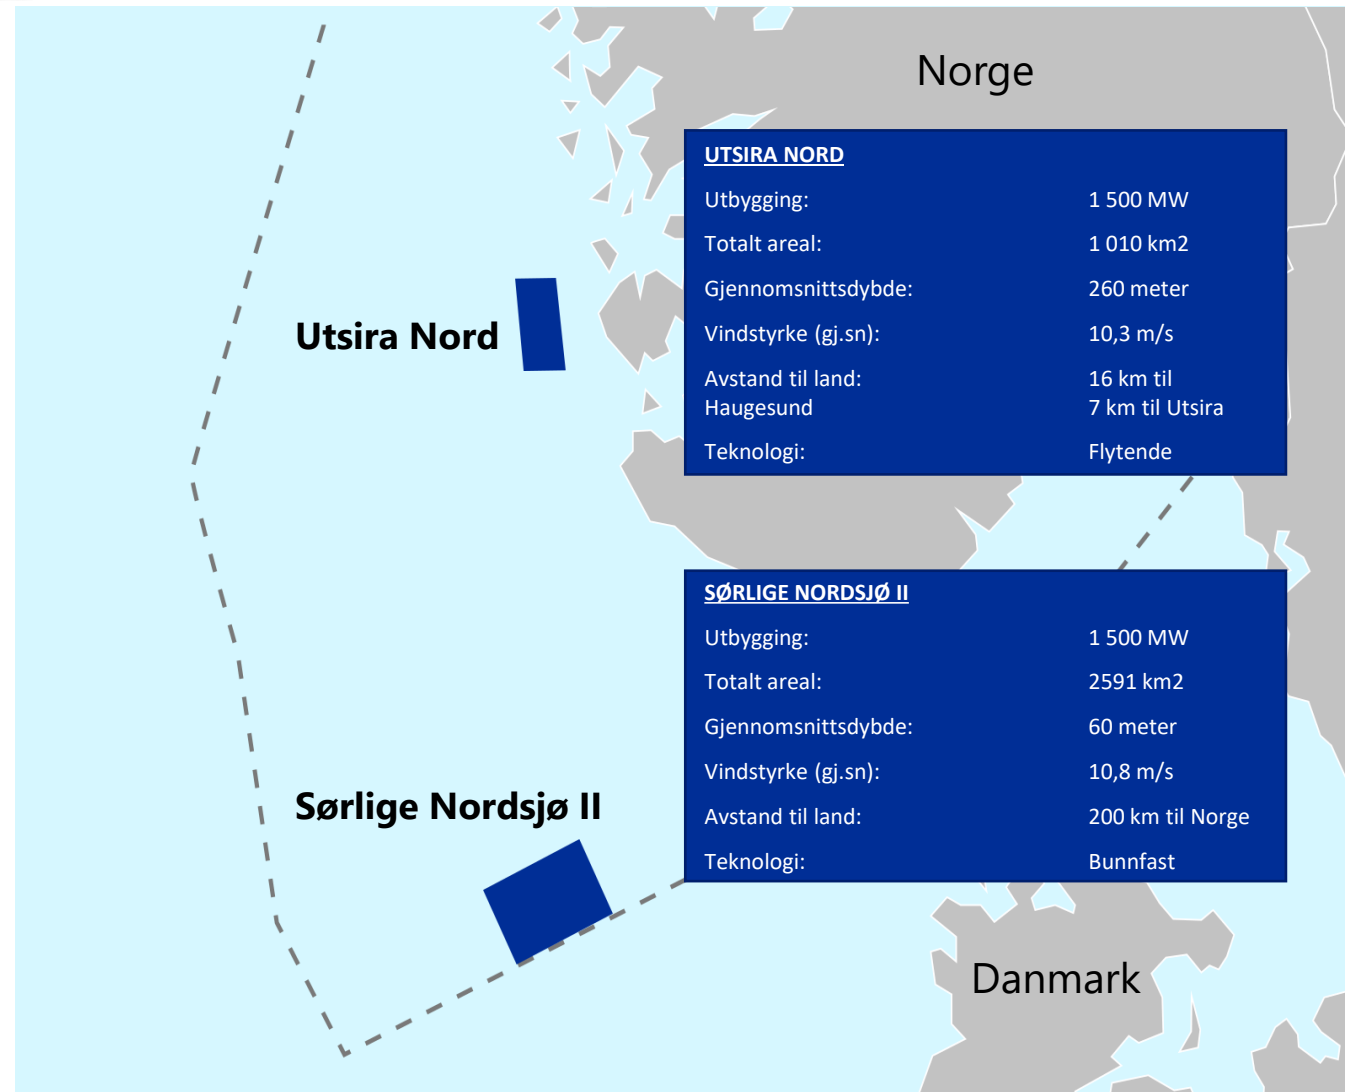 Norge
UTSIRA NORD
Utbygging: 1 500 MW
Totalt areal: 1 010 km2
Gjennomsnittsdybde: 260 meter
Vindstyrke (gj.sn): 10,3 m/s
Avstand til land: 16 km til
Haugesund 7 km til Utsira
Teknologi: Flytende
Utsira Nord
SØRLIGE NORDSJØ II
Utbygging: 1 500 MW
Totalt areal: 2591 km2
Gjennomsnittsdybde: 60 meter
Vindstyrke (gj.sn): 10,8 m/s
Avstand til land: 200 km til Norge
Teknologi: Bunnfast
Sørlige Nordsjø II
Danmark